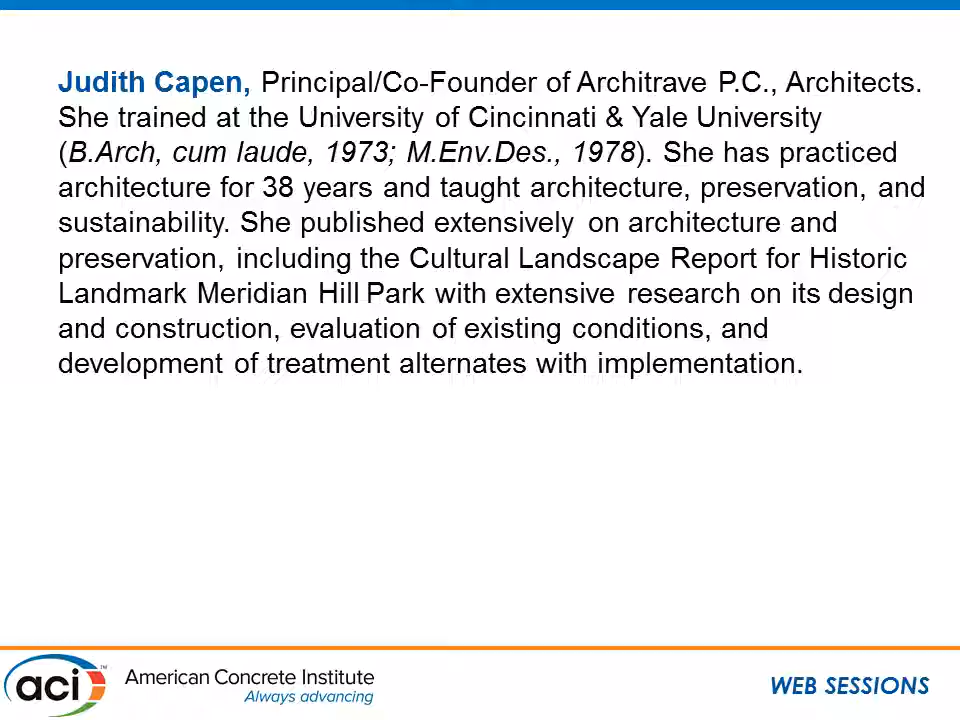 Judith Capen, Principal/Co-Founder of Architrave P.C., Architects.
She trained at the University of Cincinnati & Yale University
(B.Arch, cum laude, 1973; M.Env.Des., 1978). She has practiced
architecture for 38 years and taught architecture, preservation, and
sustainability. She published extensively on architecture and
preservation, including the Cultural Landscape Report for Historic
Landmark Meridian Hill Park with extensive research on its design
and construction, evaluation of existing conditions, and
development of treatment alternates with implementation.
aci™
American Concrete Institute
Always advancing
WEB SESSIONS